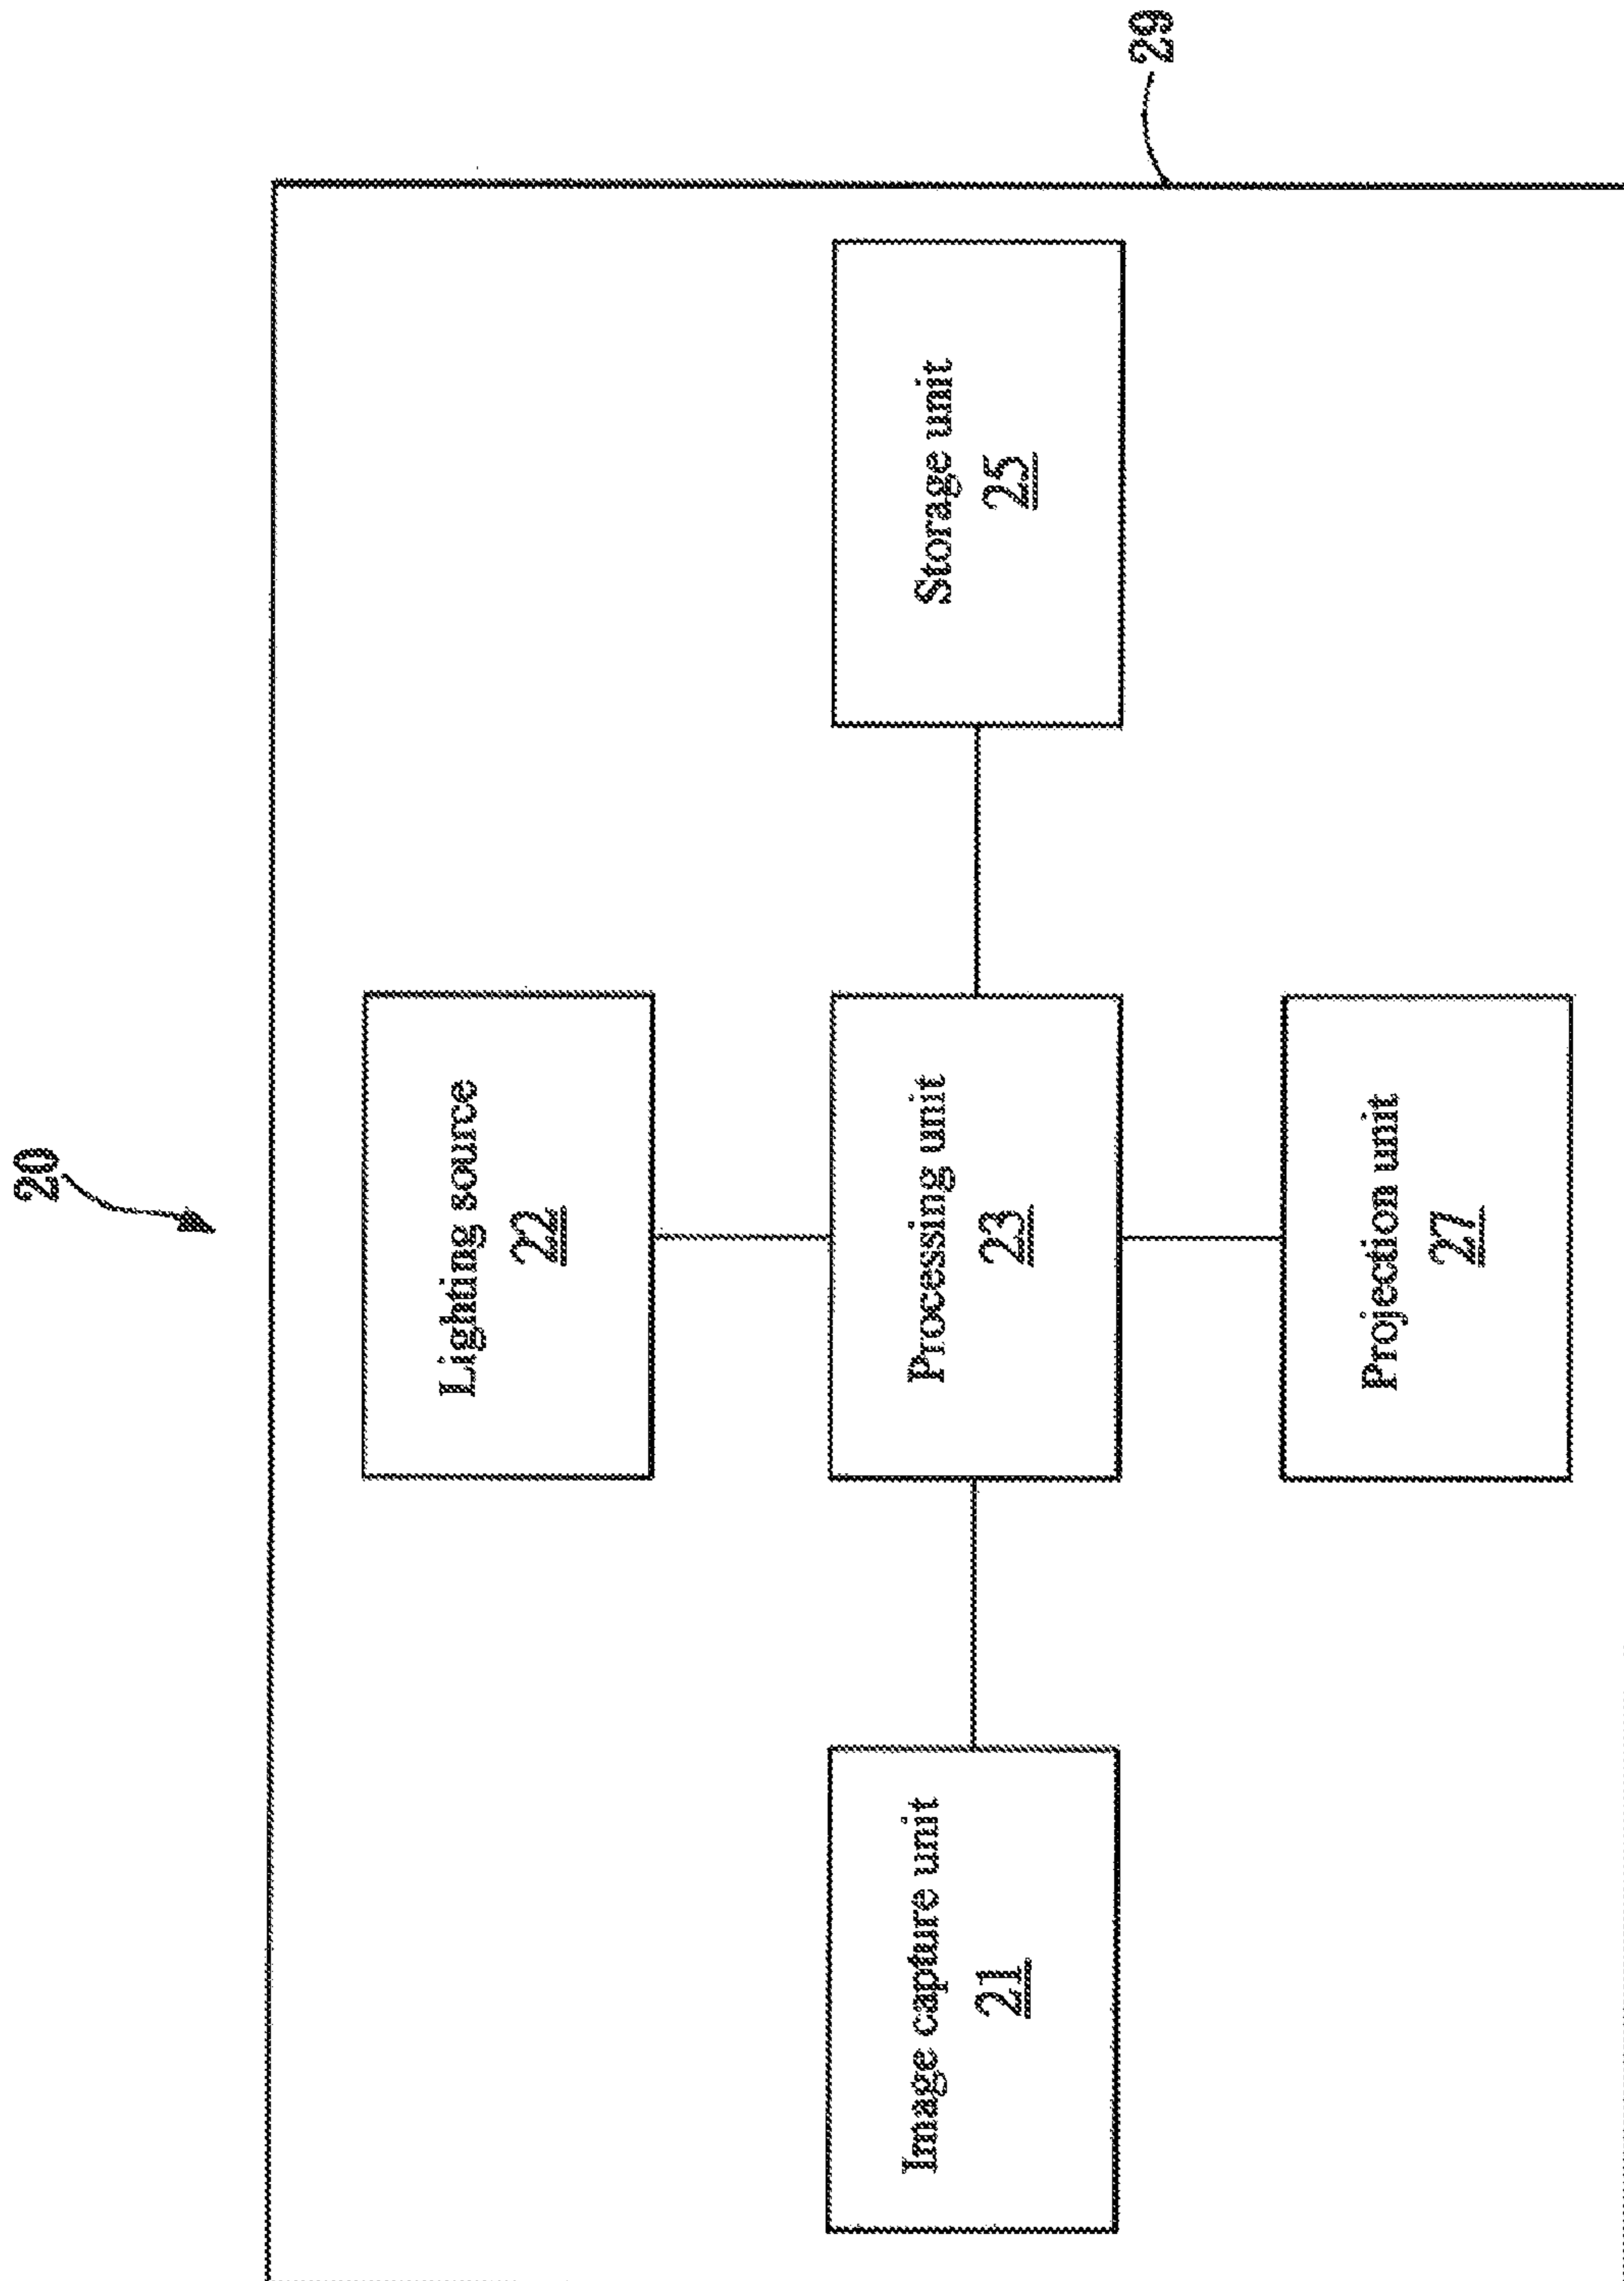 20
29
Lighting source
22
Image capture unit
21
Processing unit
23
Storage unit
25
Projection unit
27